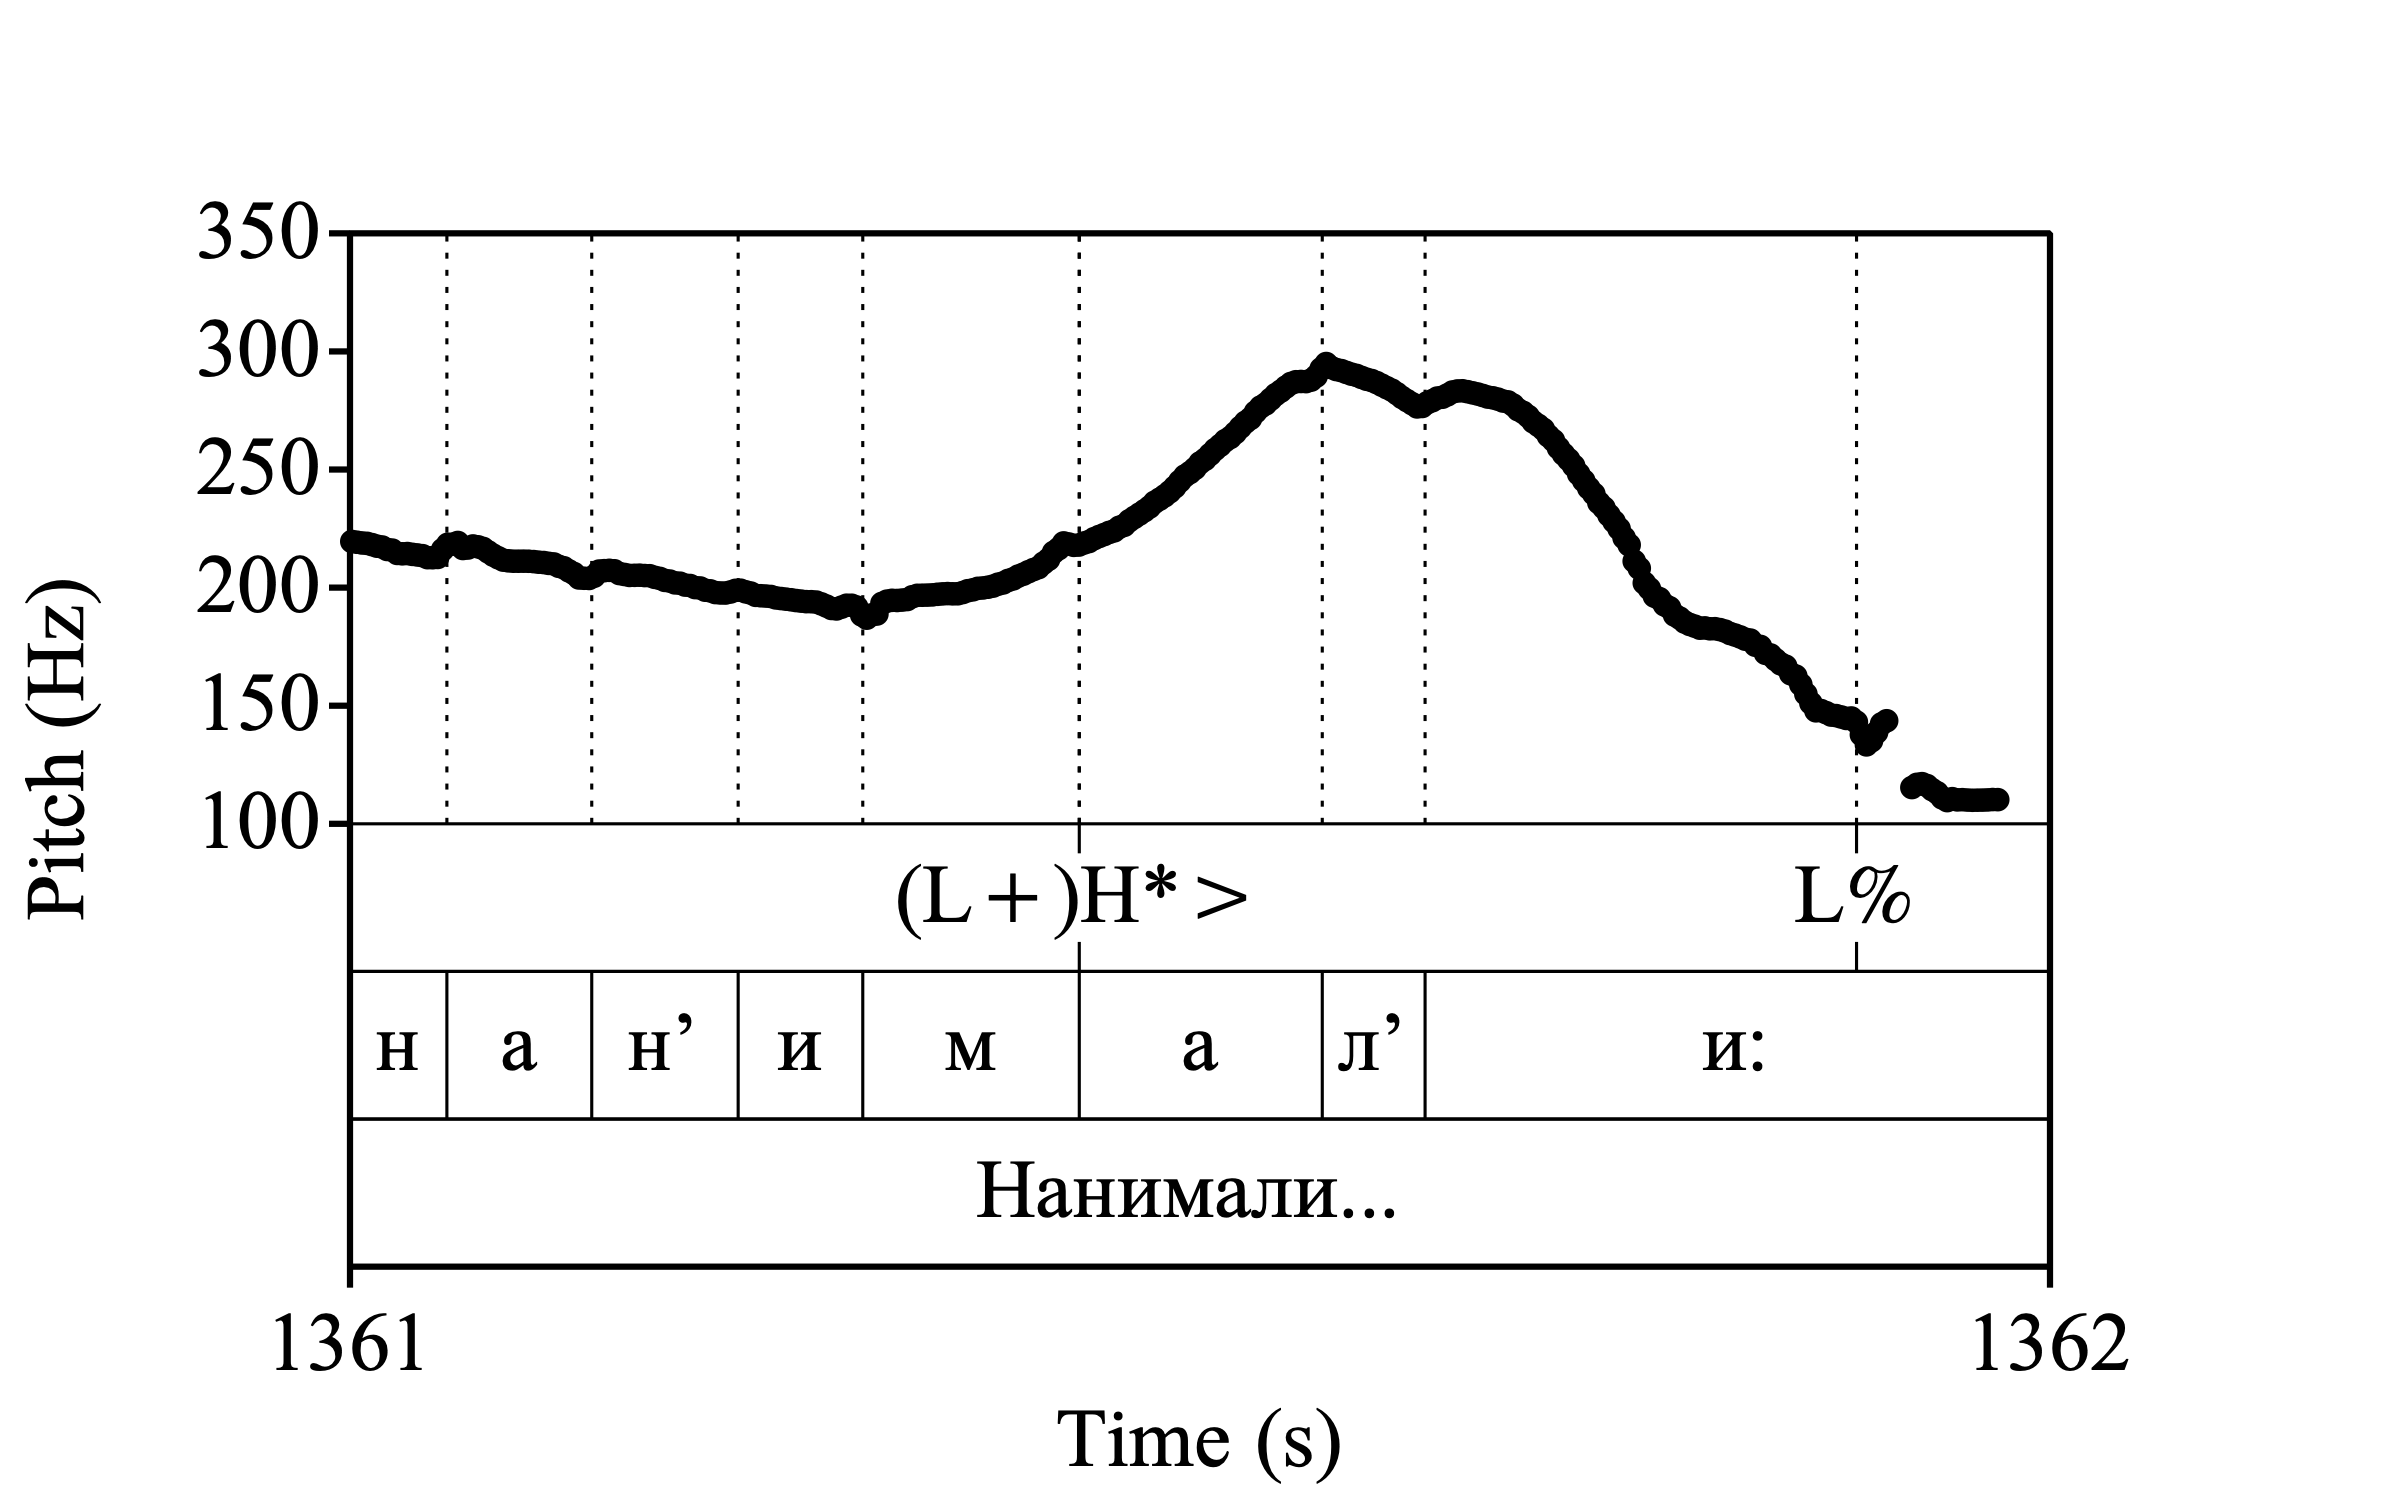 350
300
250
200
150
100
Pitch (Hz)
(L+)H* > L%
н а н’ и м а л’ и:
Нанимали...
1361 1362
Time (s)